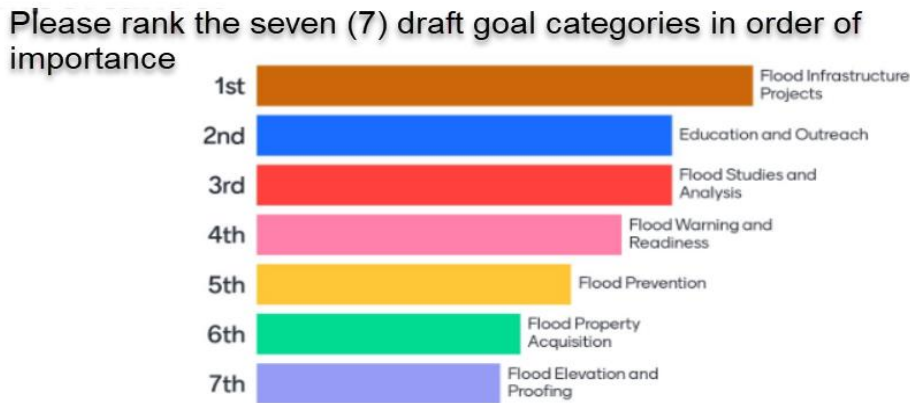 Please rank the seven (7) draft goal categories in order of
importance
1st
Flood Infrastructure
Projects
2nd
Education and Outreach
3rd
Flood Studies and
Analysis
4th
Flood Warning and
Readiness
5th
Flood Prevention
6th
Flood Property
Acquisition
7th
Flood Elevation and
Proofing